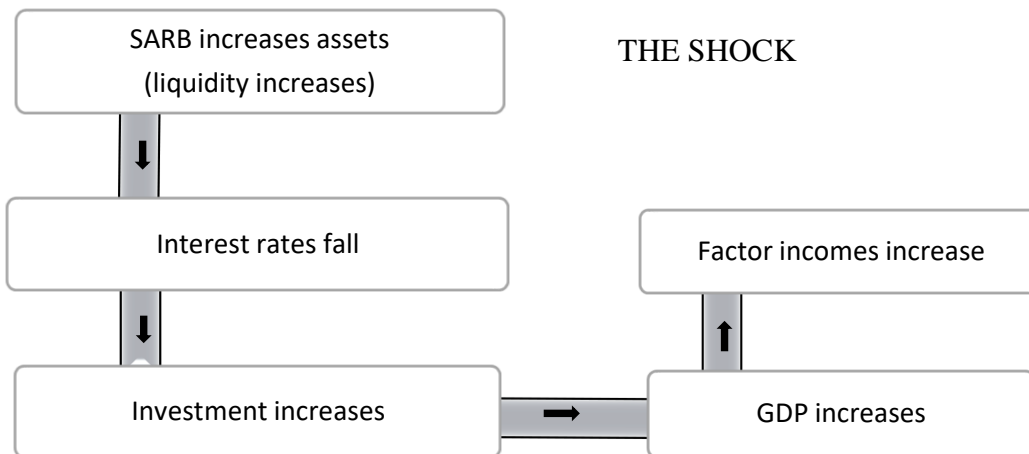 SARB increases assets
(liquidity increases)
THE SHOCK
Interest rates fall
Factor incomes increase
Investment increases
GDP increases